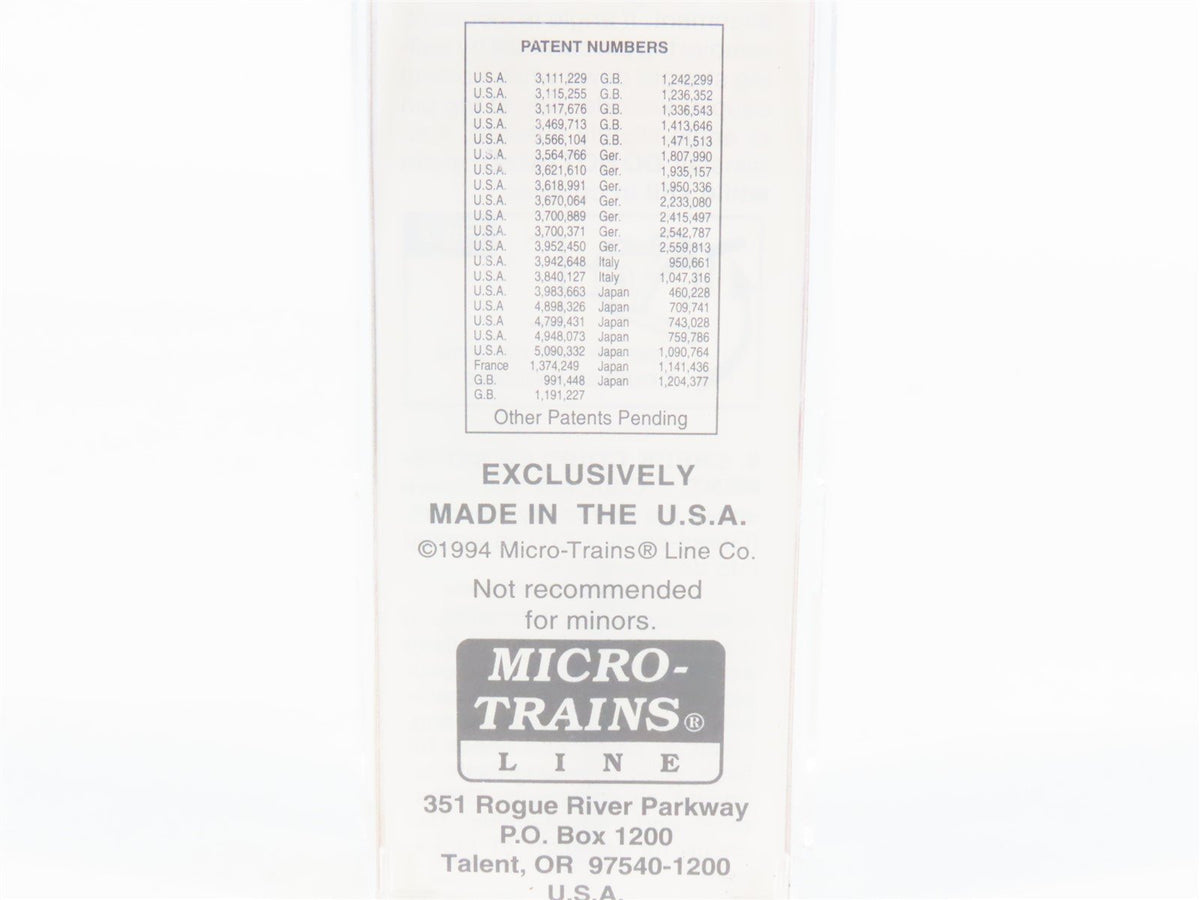 PATENT NUMBERS
U.S.A. 3,111,229 G.B. 1,242,299
U.S.A. 3,115,255 G.B. 1,236,352
U.S.A. 3,117,676 G.B. 1,336,543
U.S.A. 3,469,713 G.B. 1,413,646
U.S.A. 3,566,104 G.B. 1,471,513
U.S.A. 3,564,766 Ger. 1,807,990
U.S.A. 3,621,610 Ger. 1,935,157
U.S.A. 3,618,991 Ger. 1,950,336
U.S.A. 3,670,064 Ger. 2,233,080
U.S.A. 3,700,889 Ger. 2,415,497
U.S.A. 3,700,371 Ger. 2,542,787
U.S.A. 3,952,450 Ger. 2,559,813
U.S.A. 3,942,648 Italy 950,661
U.S.A. 3,840,127 Italy 1,047,316
U.S.A. 3,983,663 Japan 460,228
U.S.A 4,898,326 Japan 709,741
U.S.A 4,799,431 Japan 743,028
U.S.A. 4,948,073 Japan 759,786
U.S.A. 5,090,332 Japan 1,090,764
France 1,374,249 Japan 1,141,436
G.B. 991,448 Japan 1,204,377
G.B. 1,191,227
Other Patents Pending
EXCLUSIVELY
MADE IN THE U.S.A.
©1994 Micro-Trains® Line Co.
Not recommended
for minors.
MICRO-
TRAINS®
LINE
351 Rogue River Parkway
P.O. Box 1200
Talent, OR 97540-1200
U.S.A.